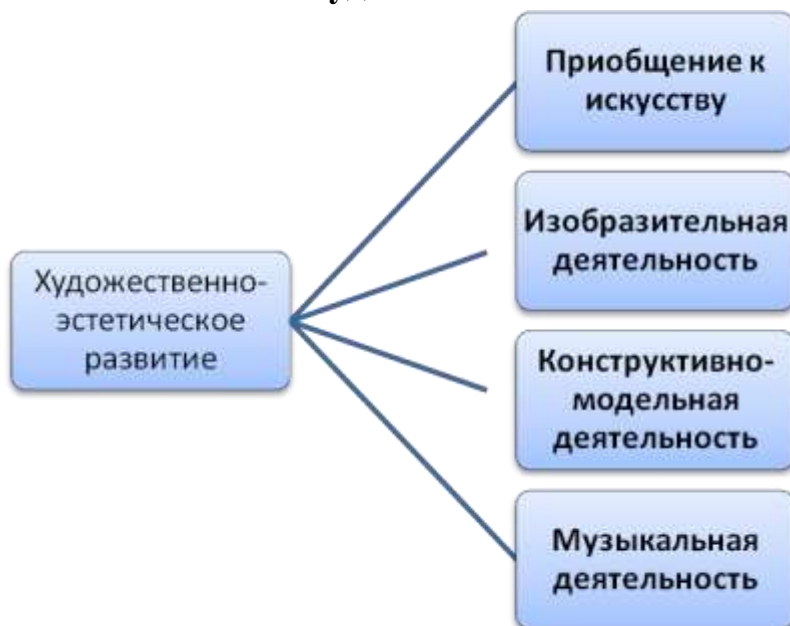 Приобщение к
искусству
Изобразительная
деятельность
Художественно-
эстетическое
развитие
Конструктивно-
модельная
деятельность
Музыкальная
деятельность